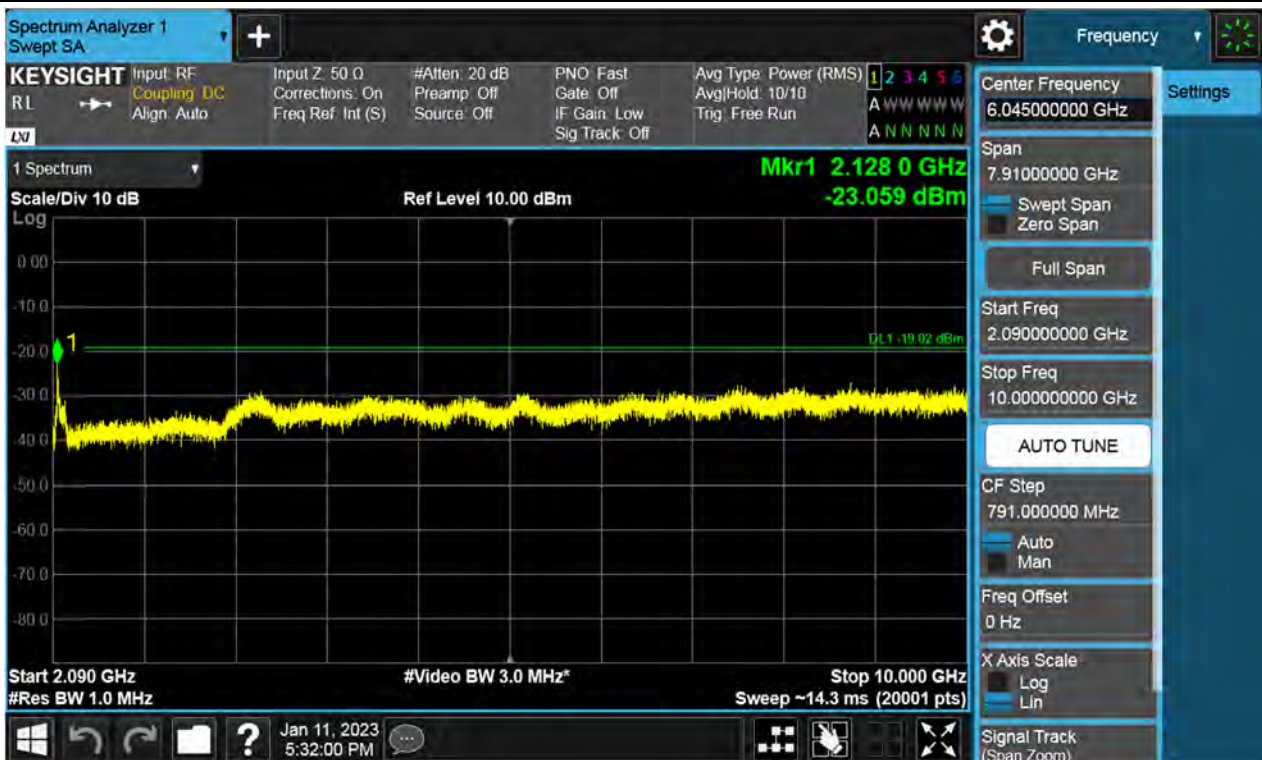 Spectrum Analyzer 1
Swept SA
+
Frequency
KEYSIGHT
RL
LXI
Input: RF
Coupling: DC
Align: Auto
Input Z: 50 Ω
Corrections: On
Freq Ref: Int (S)
#Atten: 20 dB
Preamp: Off
Source: Off
PNO: Fast
Gate: Off
IF Gain: Low
Sig Track: Off
Avg Type: Power (RMS)
Avg|Hold: 10/10
Trig: Free Run
1 2 3 4 5 6
A W W W W W
A N N N N N
1 Spectrum
Mkr1 2.128 0 GHz
Scale/Div 10 dB
Ref Level 10.00 dBm
-23.059 dBm
Log
0.00
-10.0
1
DL1 -19.02 dBm
-20.0
-30.0
-40.0
-50.0
-60.0
-70.0
-80.0
Start 2.090 GHz
#Video BW 3.0 MHz*
Stop 10.000 GHz
#Res BW 1.0 MHz
Sweep ~14.3 ms (20001 pts)
Center Frequency
6.045000000 GHz
Settings
Span
7.91000000 GHz
Swept Span
Zero Span
Full Span
Start Freq
2.090000000 GHz
Stop Freq
10.000000000 GHz
AUTO TUNE
CF Step
791.000000 MHz
Auto
Man
Freq Offset
0 Hz
X Axis Scale
Log
Lin
Signal Track
(Span Zoom)
?
Jan 11, 2023
5:32:00 PM